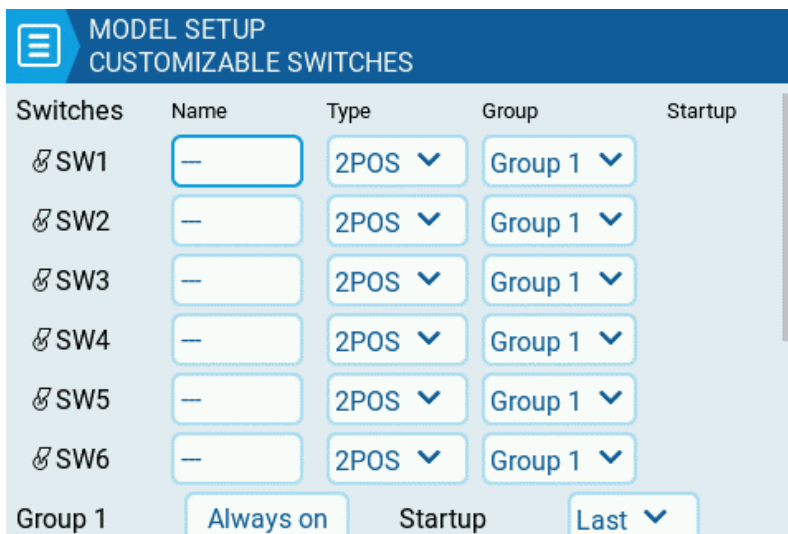 MODEL SETUP
CUSTOMIZABLE SWITCHES
Switches Name Type Group Startup
SW1 --- 2POS Group 1
SW2 --- 2POS Group 1
SW3 --- 2POS Group 1
SW4 --- 2POS Group 1
SW5 --- 2POS Group 1
SW6 --- 2POS Group 1
Group 1 Always on Startup Last